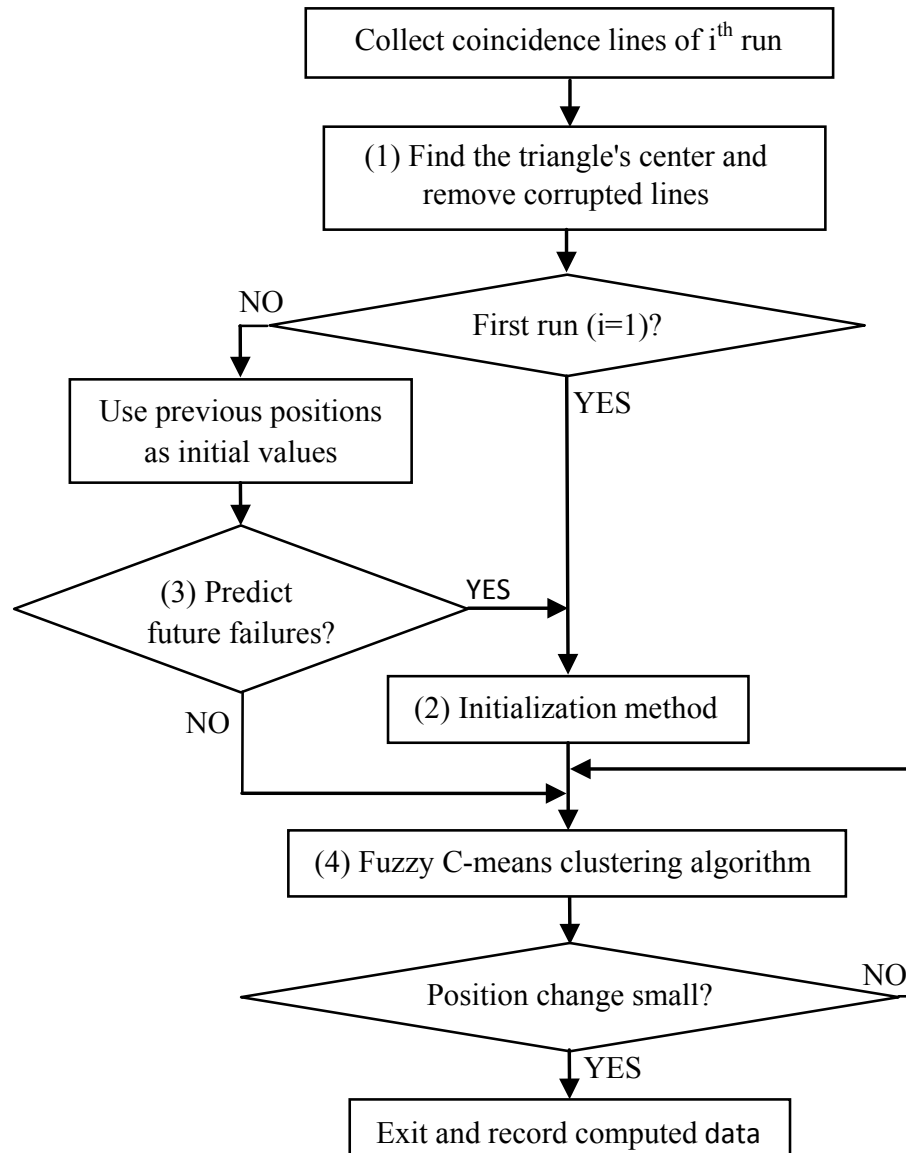 Collect coincidence lines of i^th run
(1) Find the triangle's center and
remove corrupted lines
NO
First run (i=1)?
YES
Use previous positions
as initial values
(3) Predict
future failures?
YES
NO
(2) Initialization method
(4) Fuzzy C-means clustering algorithm
NO
Position change small?
YES
Exit and record computed data